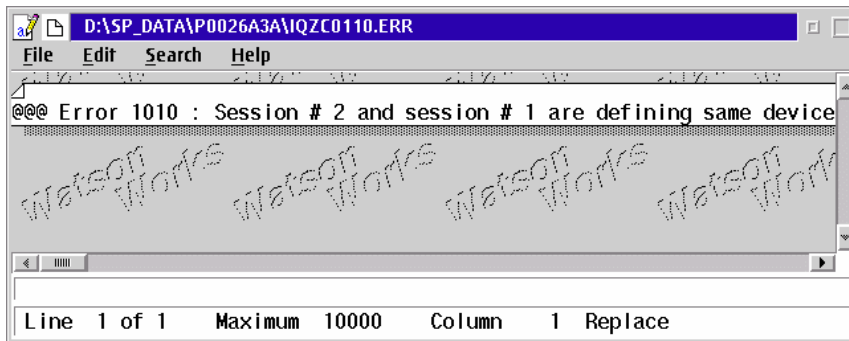 D:\SP_DATA\P0026A3A\IQZC0110.ERR
File Edit Search Help
@@@ Error 1010 : Session # 2 and session # 1 are defining same device
Watson Works Watson Works Watson Works Watson Work
Line 1 of 1 Maximum 10000 Column 1 Replace